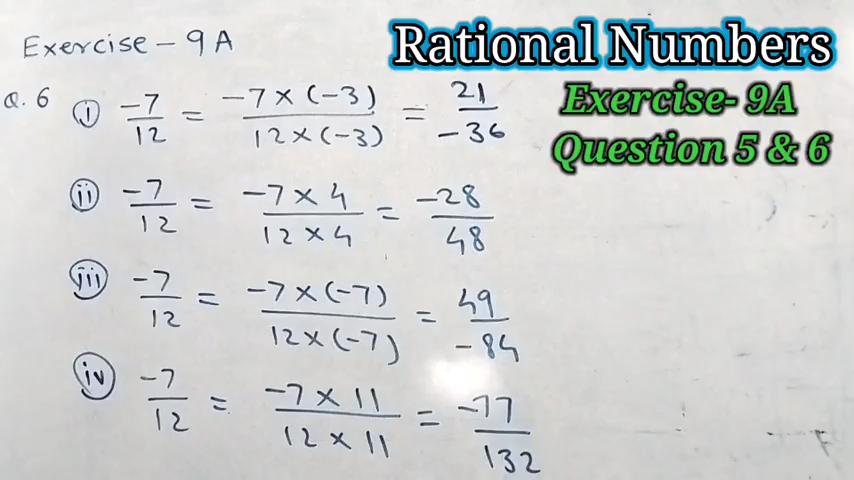 Exercise - 9A
Rational Numbers
Exercise- 9A
Question 5 & 6
Q. 6 (i) -7/12 = -7 × (-3)/12 × (-3) = 21/-36
(ii) -7/12 = -7 × 4/12 × 4 = -28/48
(iii) -7/12 = -7 × (-7)/12 × (-7) = 49/-84
(iv) -7/12 = -7 × 11/12 × 11 = -77/132